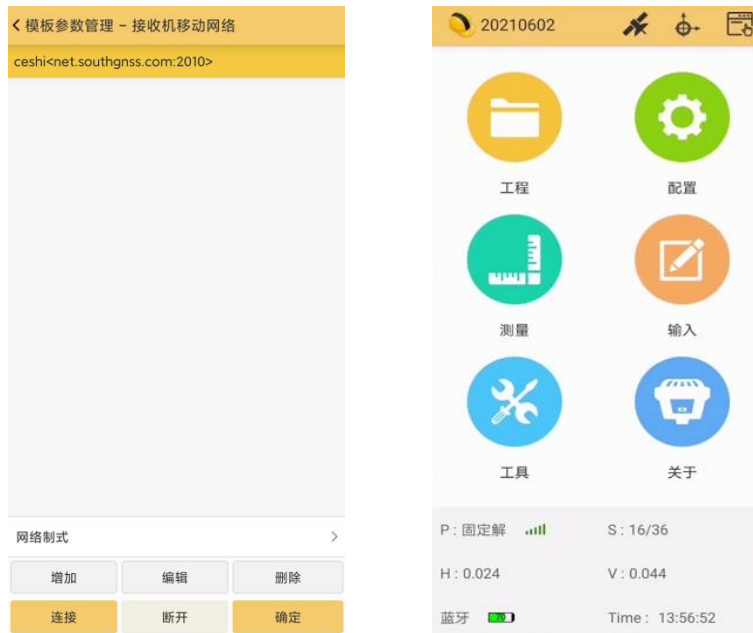 模板参数管理 - 接收机移动网络
ceshi<net.southgnss.com:2010>
网络制式
增加 编辑 删除
连接 断开 确定
20210602
工程 配置
测量 输入
工具 关于
P : 固定解 S : 16/36
H : 0.024 V : 0.044
蓝牙 Time : 13:56:52